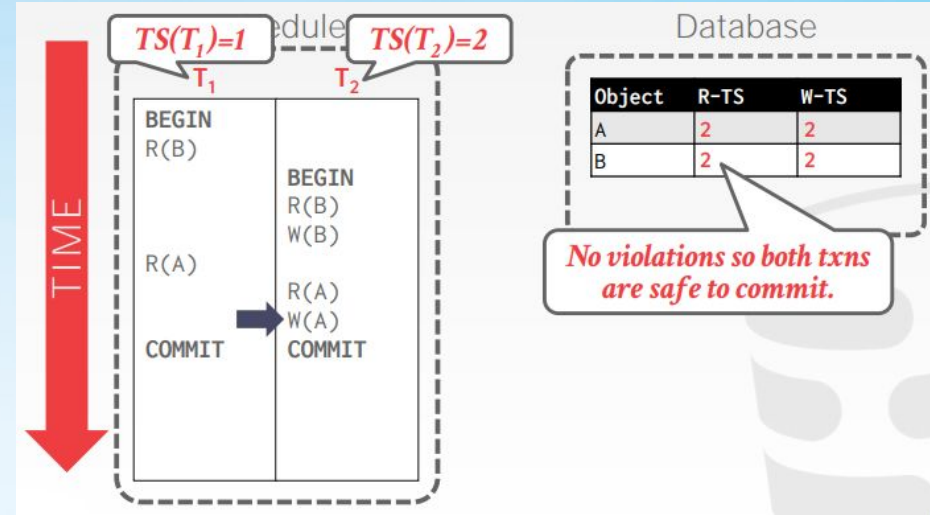 TS(T1)=1
edule
TS(T2)=2
Database
T1
T2
Object R-TS W-TS
A 2 2
B 2 2
BEGIN
R(B)
BEGIN
R(B)
W(B)
R(A)
R(A)
W(A)
COMMIT COMMIT
TIME
No violations so both txns
are safe to commit.